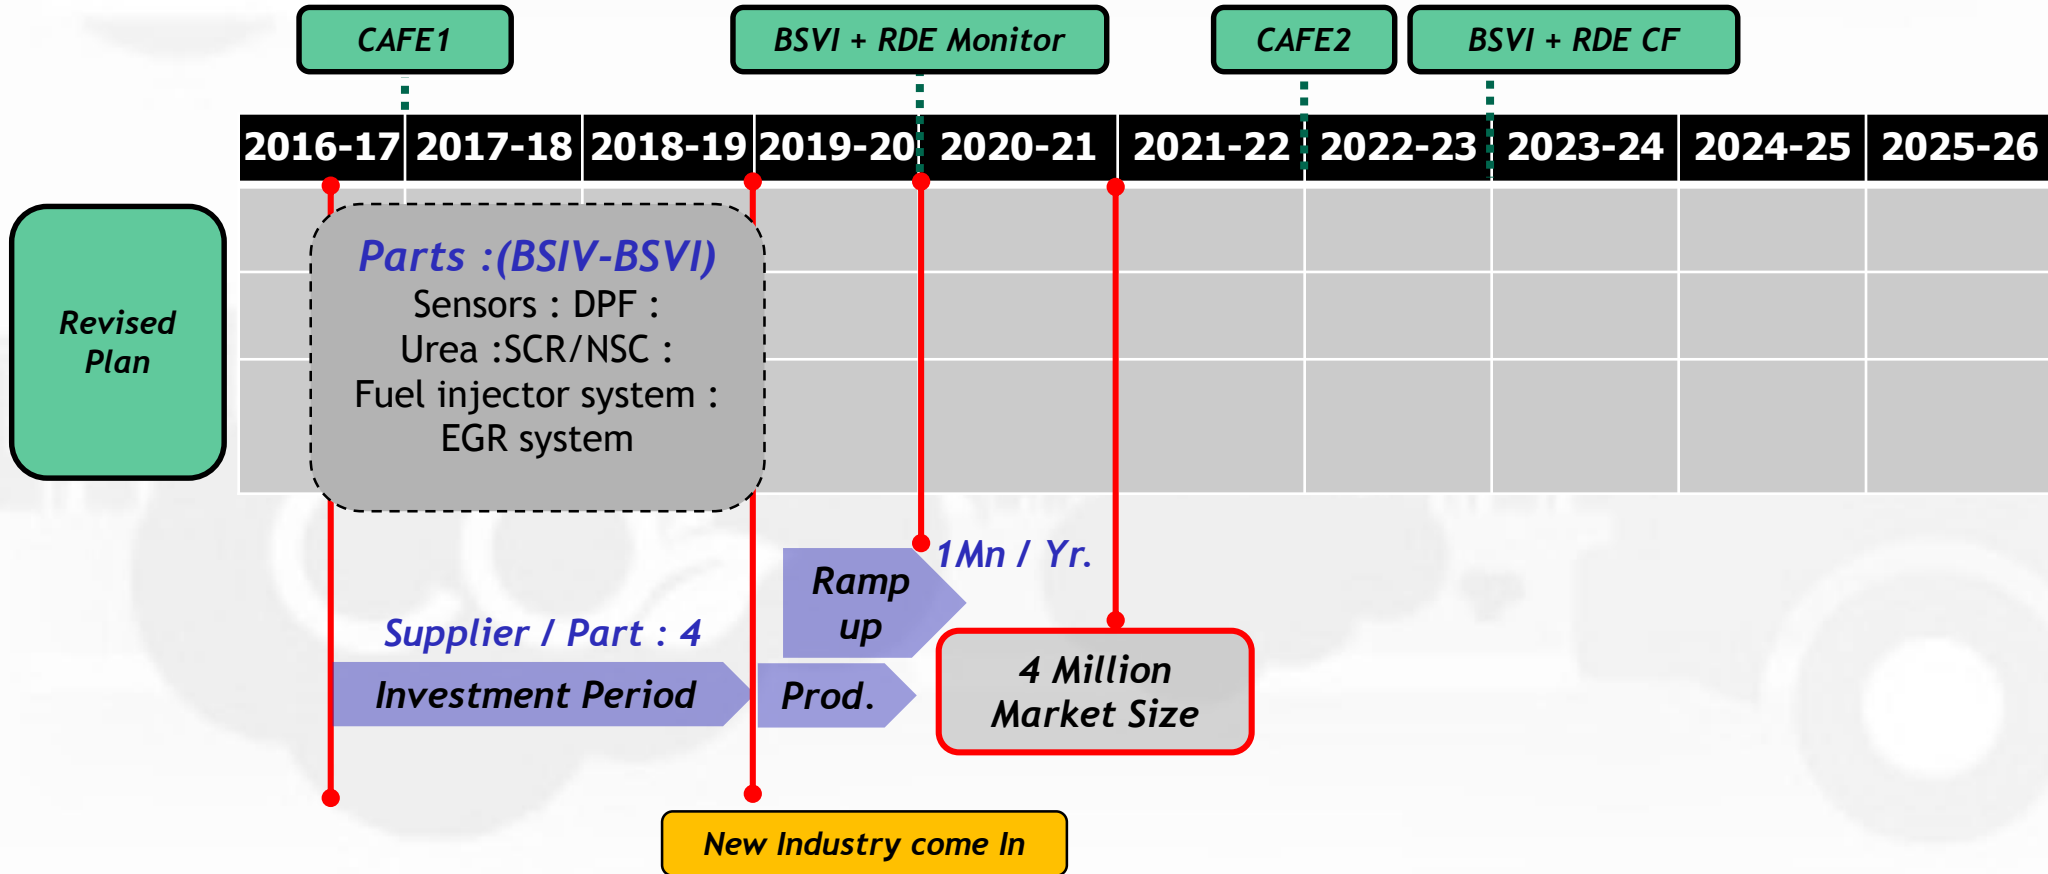 CAFE1
BSVI + RDE Monitor
CAFE2
BSVI + RDE CF
2016-17 2017-18 2018-19 2019-20 2020-21 2021-22 2022-23 2023-24 2024-25 2025-26
Revised
Plan
Parts :(BSIV-BSVI)
Sensors : DPF :
Urea :SCR/NSC :
Fuel injector system :
EGR system
1Mn / Yr.
Ramp
up
Supplier / Part : 4
Investment Period
Prod.
4 Million
Market Size
New Industry come In